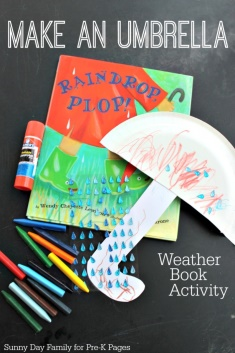 MAKE AN UMBRELLA
RAINDROP
PLOP!
Weather
Book
Activity
Sunny Day Family for Pre-K Pages